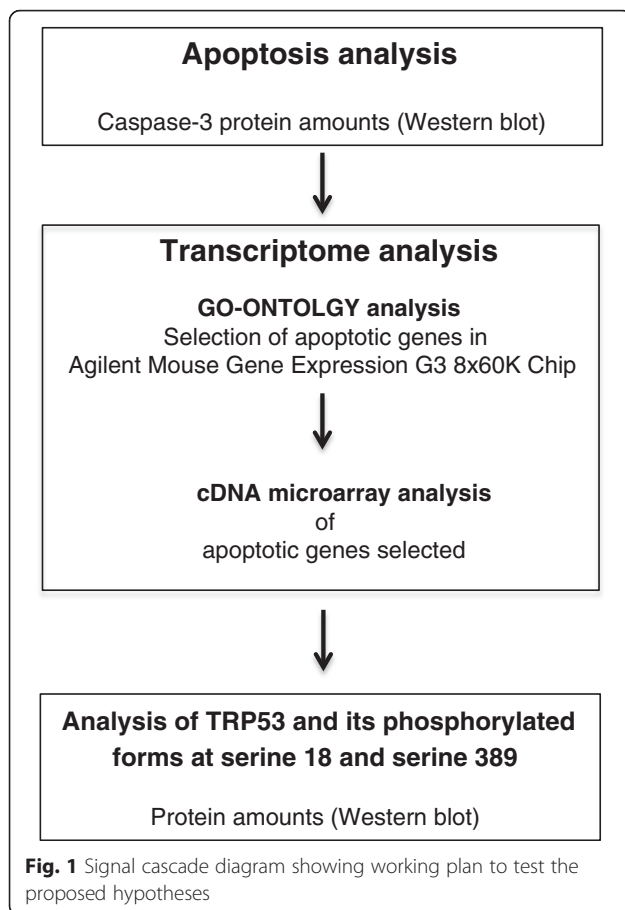 Apoptosis analysis
Caspase-3 protein amounts (Western blot)
Transcriptome analysis
GO-ONTOLGY analysis
Selection of apoptotic genes in
Agilent Mouse Gene Expression G3 8x60K Chip
cDNA microarray analysis
of
apoptotic genes selected
Analysis of TRP53 and its phosphorylated
forms at serine 18 and serine 389
Protein amounts (Western blot)
Fig. 1 Signal cascade diagram showing working plan to test the
proposed hypotheses